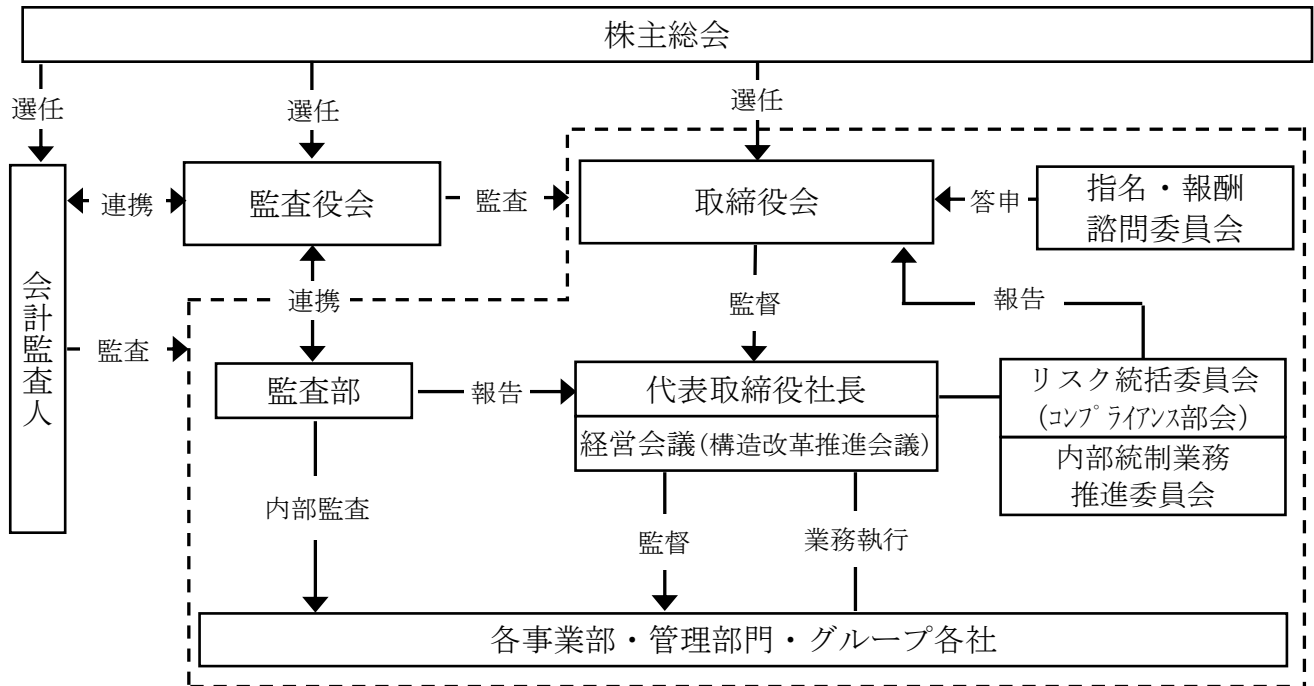 株主総会
選任
選任
選任
会計監査人
連携
監査役会
監査
取締役会
答申
指名・報酬
諮問委員会
連携
監督
報告
監査
監査部
報告
代表取締役社長
経営会議(構造改革推進会議)
リスク統括委員会
(ｺﾝﾌﾟﾗｲｱﾝｽ部会)
内部統制業務
推進委員会
内部監査
監督
業務執行
各事業部・管理部門・グループ各社